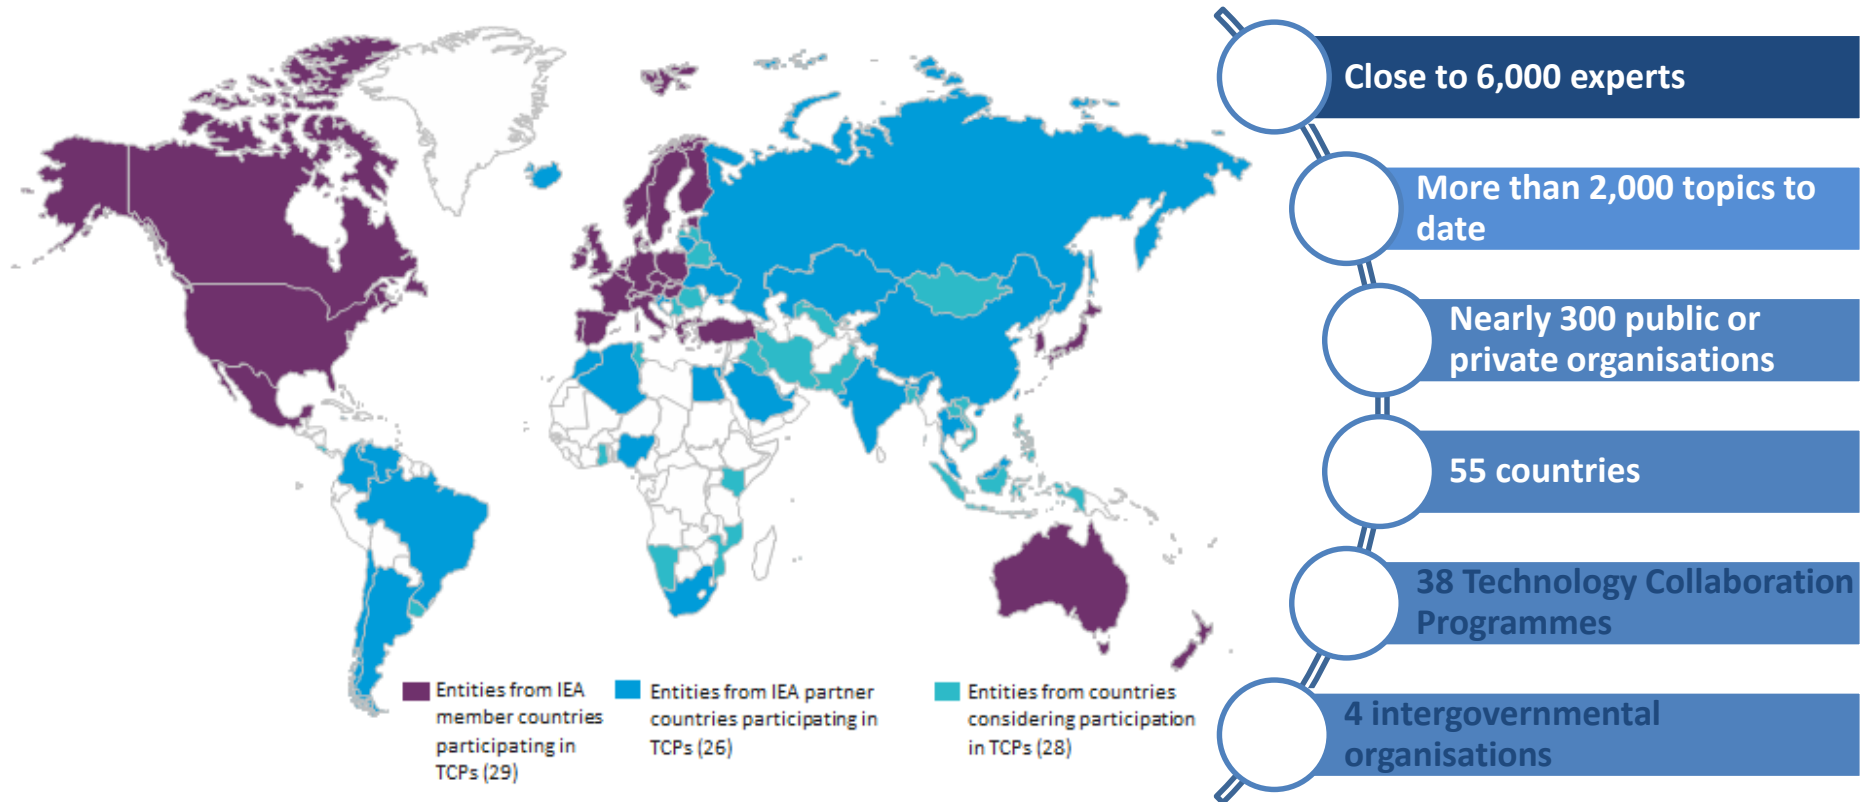 Close to 6,000 experts
More than 2,000 topics to
date
Nearly 300 public or
private organisations
55 countries
38 Technology Collaboration
Programmes
4 intergovernmental
organisations
Entities from IEA
member countries
participating in
TCPs (29)
Entities from IEA partner
countries participating in
TCPs (26)
Entities from countries
considering participation
in TCPs (28)